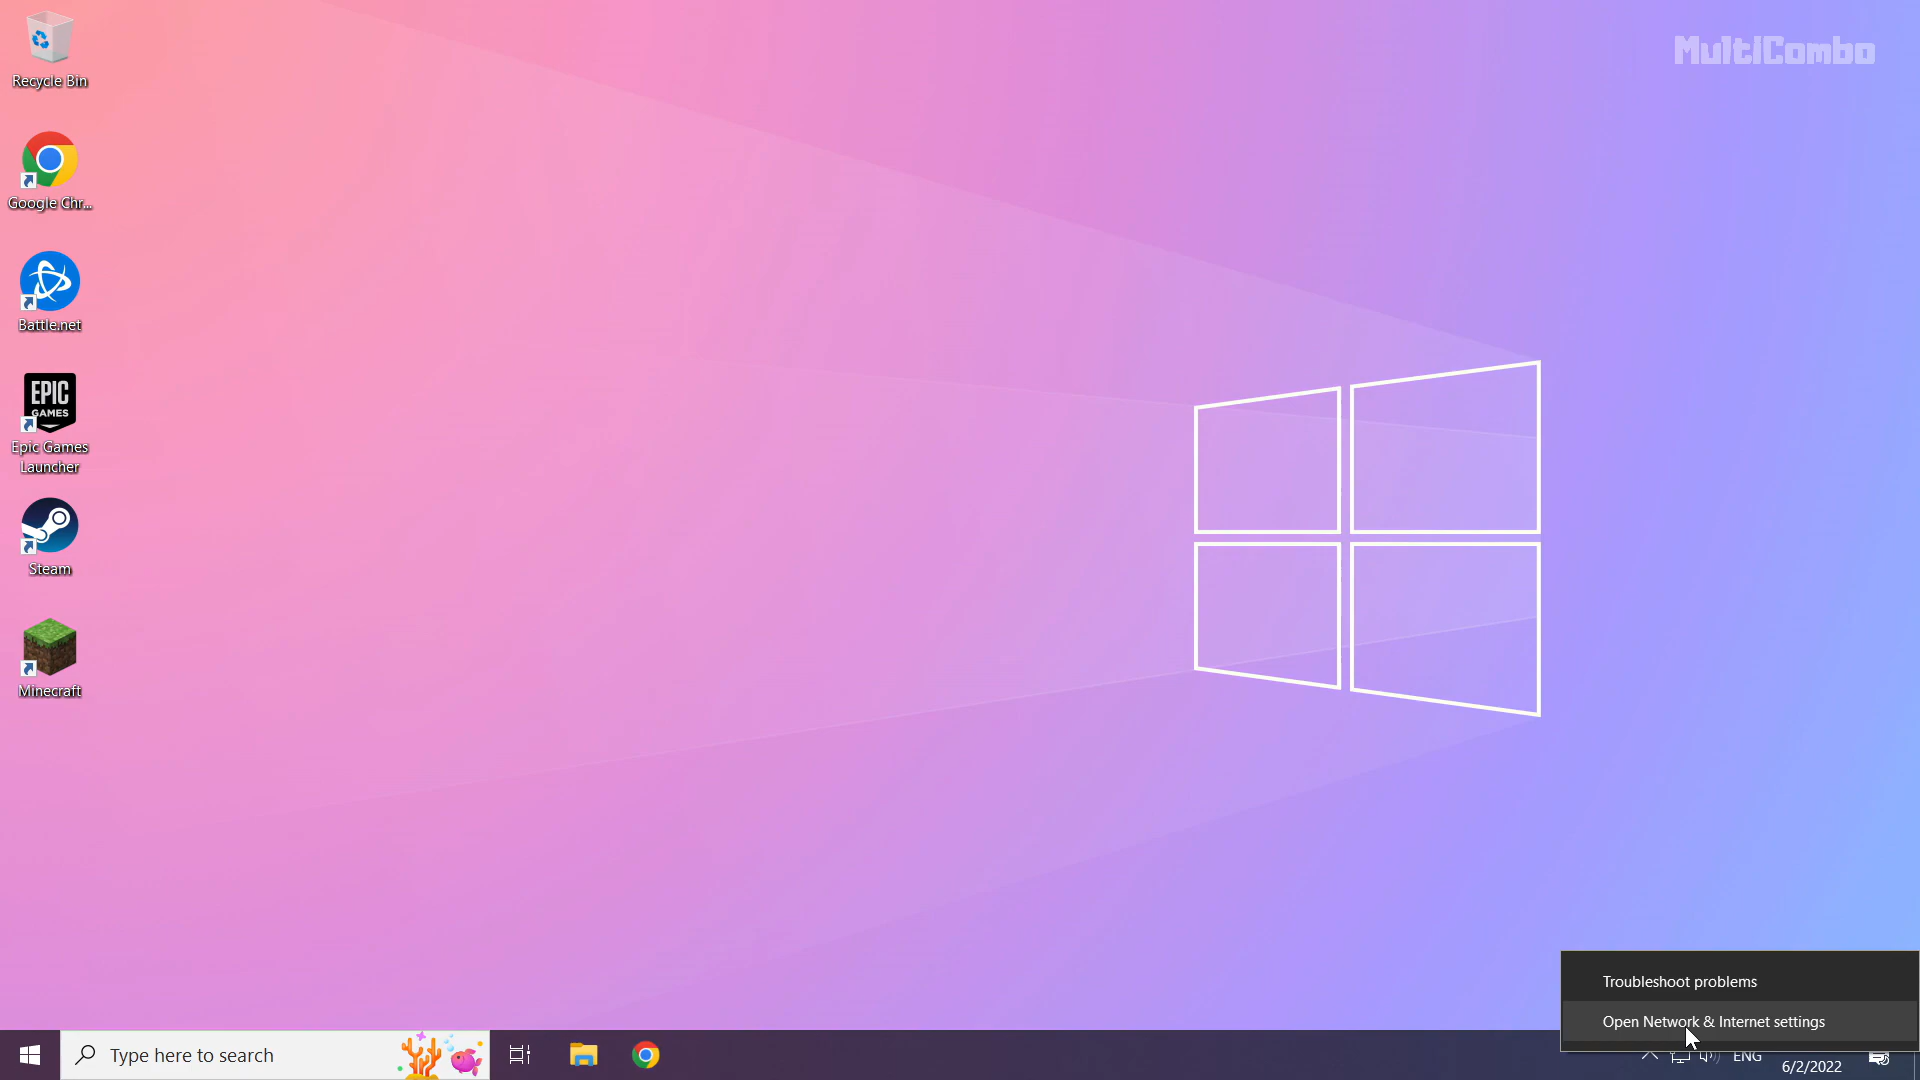 MultiCombo
Recycle Bin
Google Chr...
Battle.net
EPIC
GAMES
Epic Games
Launcher
Steam
Minecraft
Troubleshoot problems
Open Network & Internet settings
Type here to search
ENG
6/2/2022